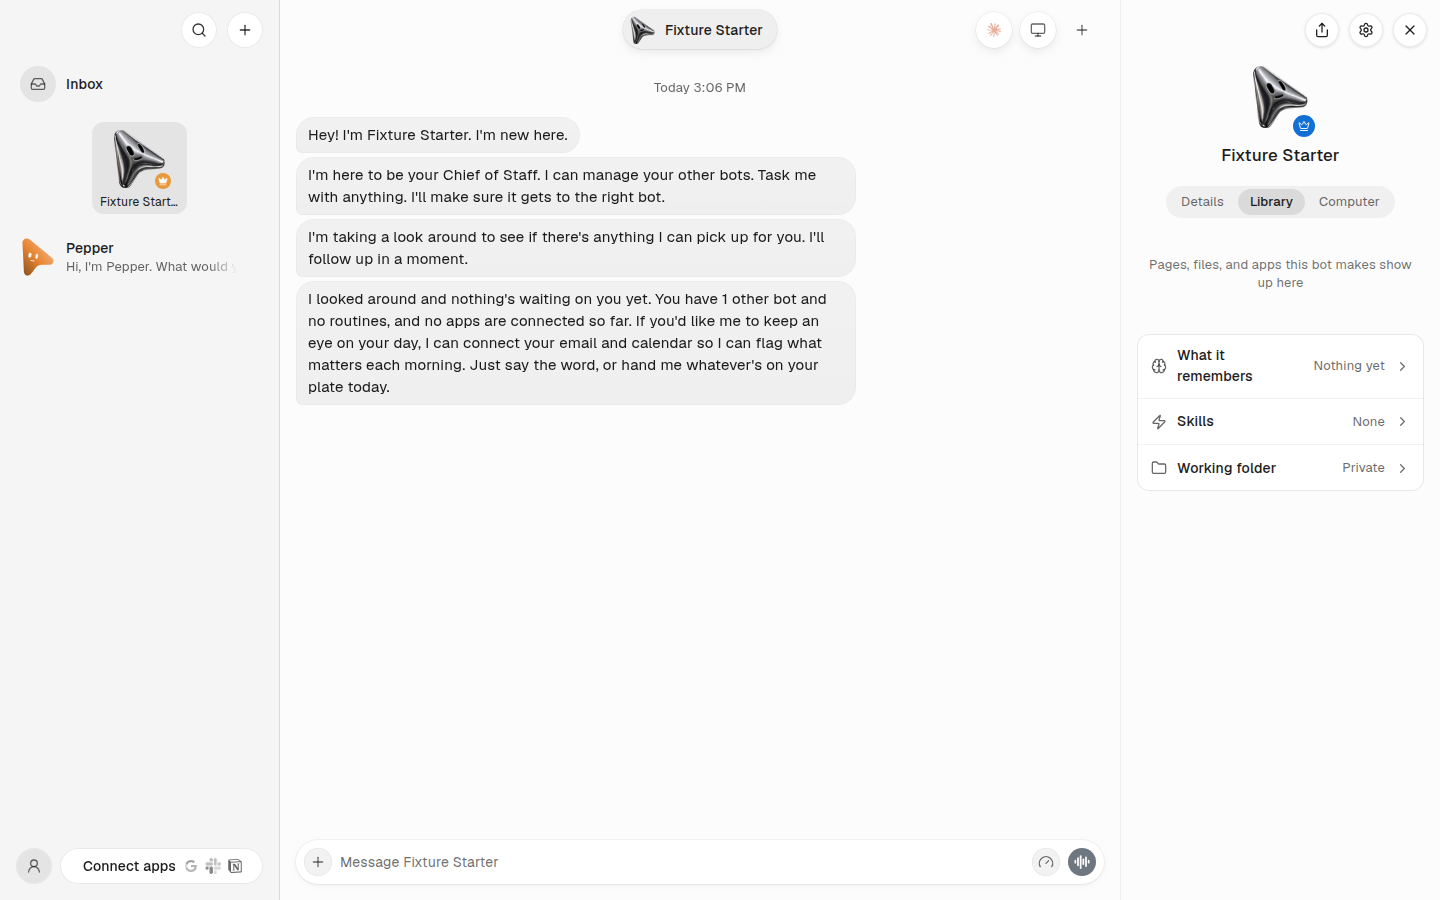 Inbox
Fixture Start...
Pepper
Hi, I'm Pepper. What would
Fixture Starter
Today 3:06 PM
Hey! I'm Fixture Starter. I'm new here.
I'm here to be your Chief of Staff. I can manage your other bots. Task me
with anything. I'll make sure it gets to the right bot.
I'm taking a look around to see if there's anything I can pick up for you. I'll
follow up in a moment.
I looked around and nothing's waiting on you yet. You have 1 other bot and
no routines, and no apps are connected so far. If you'd like me to keep an
eye on your day, I can connect your email and calendar so I can flag what
matters each morning. Just say the word, or hand me whatever's on your
plate today.
Connect apps
Message Fixture Starter
Fixture Starter
Details Library Computer
Pages, files, and apps this bot makes show
up here
What it
remembers
Nothing yet
Skills None
Working folder Private